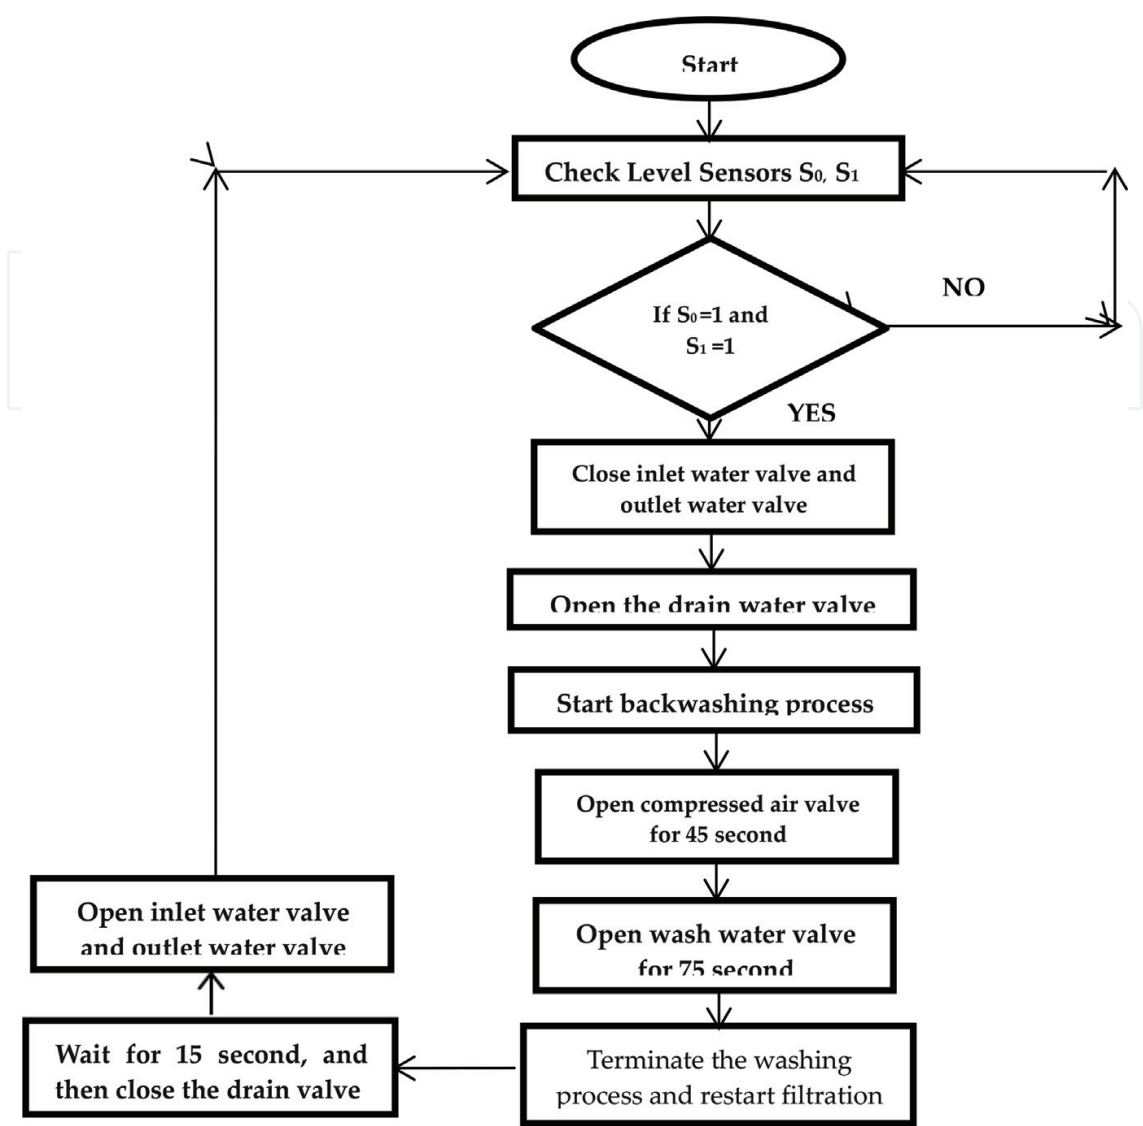 Start
Check Level Sensors S0, S1
NO
If S0=1 and
S1 =1
YES
Close inlet water valve and
outlet water valve
Open the drain water valve
Start backwashing process
Open compressed air valve
for 45 second
Open wash water valve
for 75 second
Terminate the washing
process and restart filtration
Wait for 15 second, and
then close the drain valve
Open inlet water valve
and outlet water valve